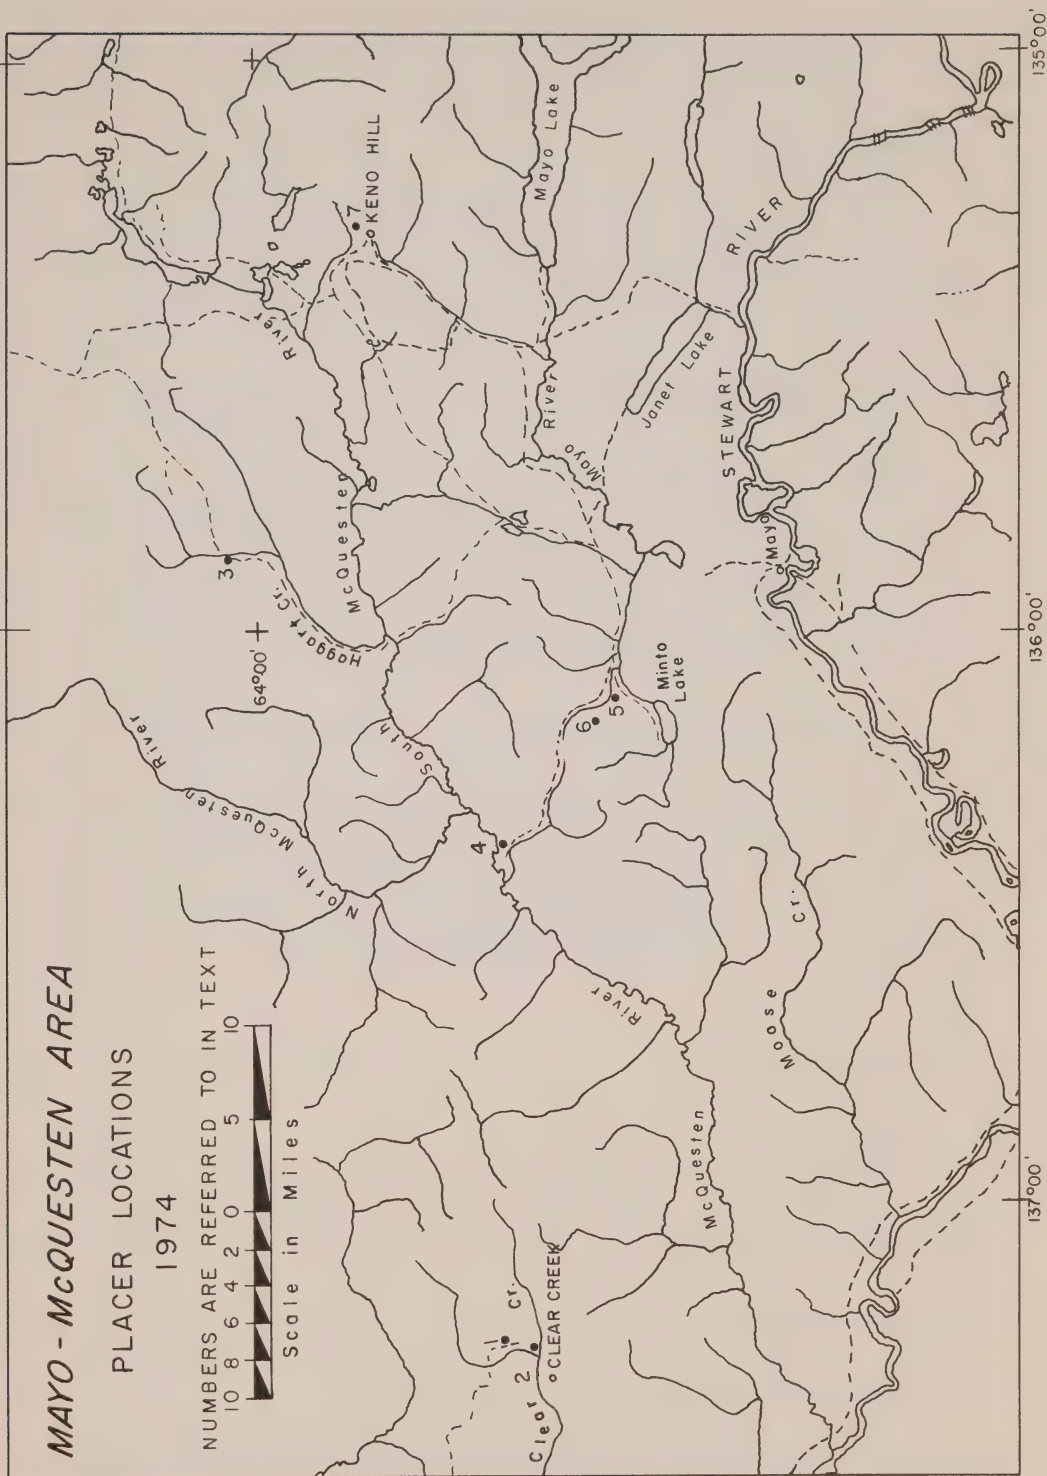 MAYO - McQUESTEN AREA
PLACER LOCATIONS
1974
NUMBERS ARE REFERRED TO IN TEXT
10 8 6 4 2 0 5 10
Scale in Miles
North McQuesten River
64°00'
Haggart Cr.
3
McQuesten River
7
KENO HILL
South
4
6
5
Minto
Lake
Mayo River
Mayo Lake
Janet Lake
STEWART RIVER
Mayo
1
2
Clear Cr.
CLEAR CREEK
McQuesten River
Moose Cr.
137°00'
136°00'
135°00'